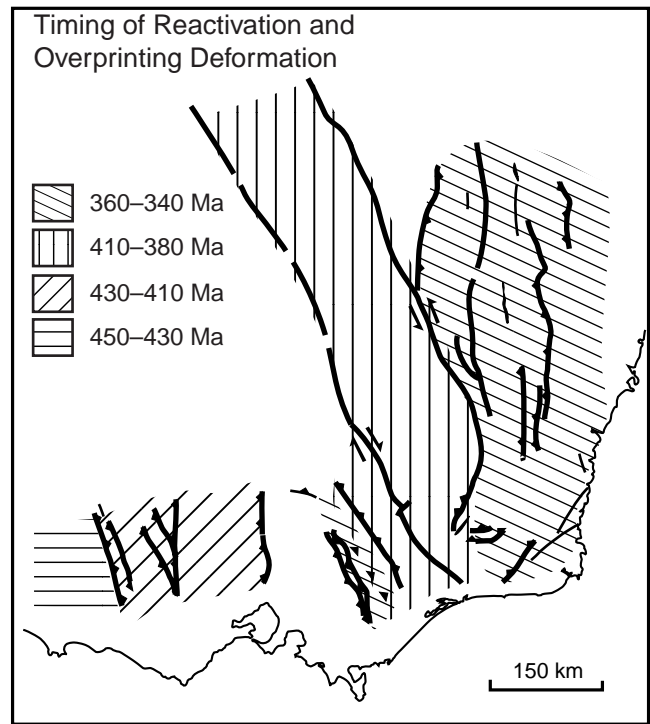 Timing of Reactivation and
Overprinting Deformation
360–340 Ma
410–380 Ma
430–410 Ma
450–430 Ma
150 km